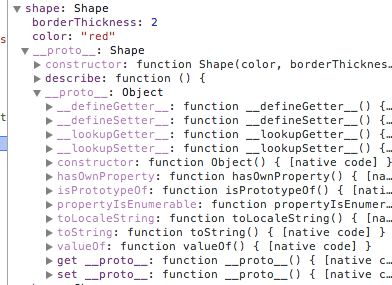 shape: Shape
borderThickness: 2
color: "red"
__proto__: Shape
constructor: function Shape(color, borderThicknes…
describe: function () {
__proto__: Object
__defineGetter__: function __defineGetter__() {…
__defineSetter__: function __defineSetter__() {…
__lookupGetter__: function __lookupGetter__() {…
__lookupSetter__: function __lookupSetter__() {…
constructor: function Object() { [native code] }
hasOwnProperty: function hasOwnProperty() { [na…
isPrototypeOf: function isPrototypeOf() { [nati…
propertyIsEnumerable: function propertyIsEnumer…
toLocaleString: function toLocaleString() { [na…
toString: function toString() { [native code] }
valueOf: function valueOf() { [native code] }
get __proto__: function __proto__() { [native c…
set __proto__: function __proto__() { [native c…